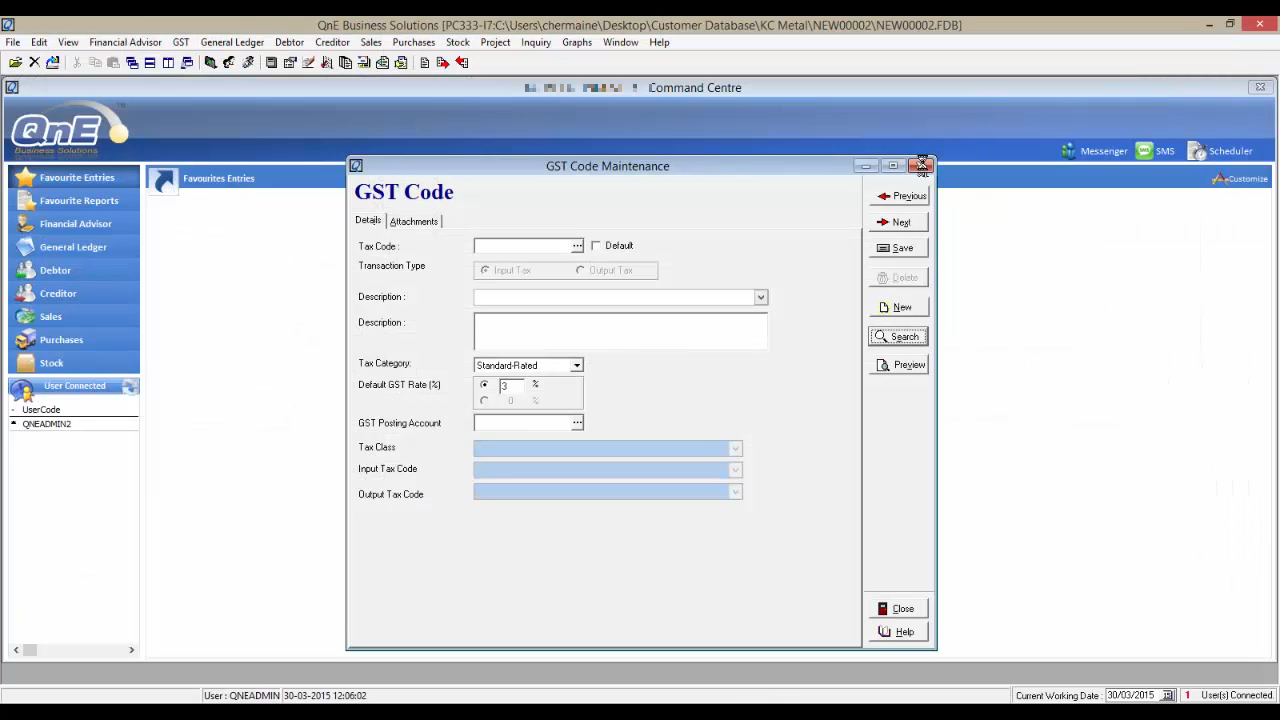 QnE Business Solutions [PC333-I7:C:\Users\chermaine\Desktop\Customer Database\KC Metal\NEW00002\NEW00002.FDB]
File Edit View Financial Advisor GST General Ledger Debtor Creditor Sales Purchases Stock Project Inquiry Graphs Window Help
Command Centre
QnE
Business Solutions
Messenger SMS Scheduler
Favourite Entries
Favourites Entries
Customize
Favourite Reports
Financial Advisor
General Ledger
Debtor
Creditor
Sales
Purchases
Stock
User Connected
UserCode
QNEADMIN2
GST Code Maintenance
GST Code
Details Attachments
Tax Code : Default
Transaction Type Input Tax Output Tax
Description :
Description :
Tax Category: Standard-Rated
Default GST Rate (%) 3 %
0 %
GST Posting Account
Tax Class
Input Tax Code
Output Tax Code
Previous
Next
Save
Delete
New
Search
Preview
Close
Help
User : QNEADMIN 30-03-2015 12:06:02 Current Working Date : 30/03/2015 15 1 User(s) Connected.